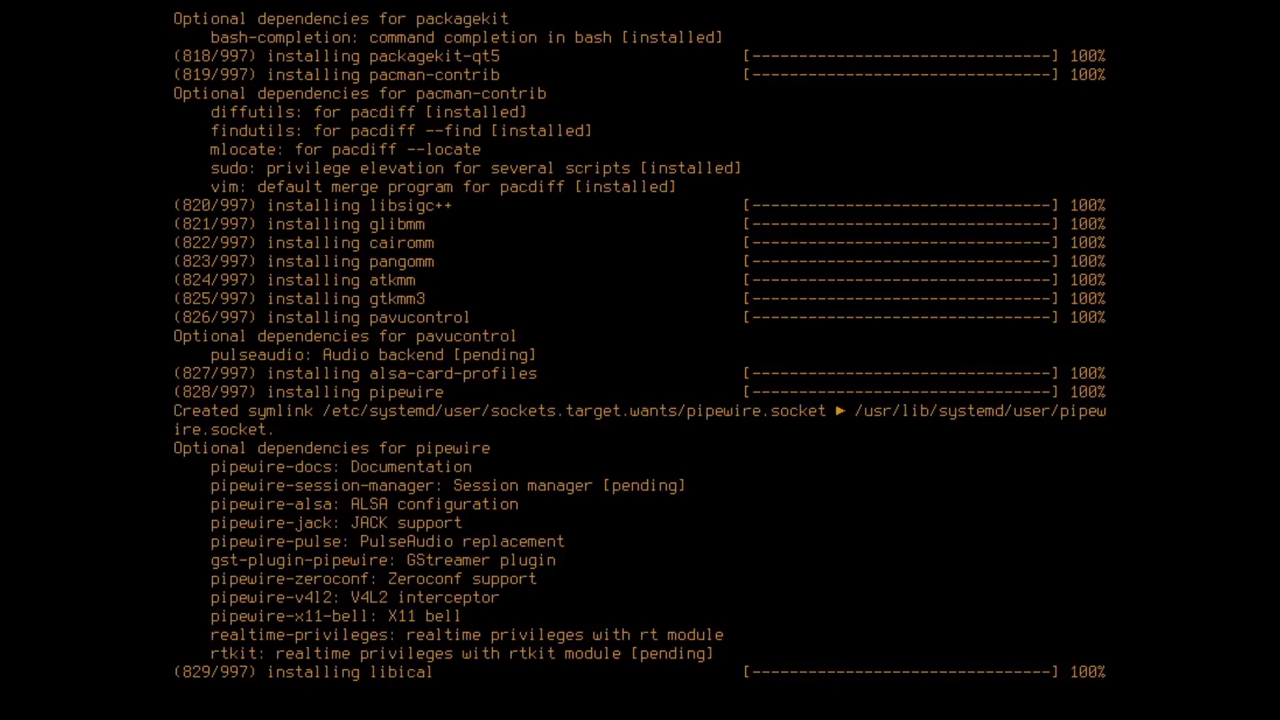 Optional dependencies for packagekit
    bash-completion: command completion in bash [installed]
(818/997) installing packagekit-qt5 [--------------------------------] 100%
(819/997) installing pacman-contrib [--------------------------------] 100%
Optional dependencies for pacman-contrib
    diffutils: for pacdiff [installed]
    findutils: for pacdiff --find [installed]
    mlocate: for pacdiff --locate
    sudo: privilege elevation for several scripts [installed]
    vim: default merge program for pacdiff [installed]
(820/997) installing libsigc++ [--------------------------------] 100%
(821/997) installing glibmm [--------------------------------] 100%
(822/997) installing cairomm [--------------------------------] 100%
(823/997) installing pangomm [--------------------------------] 100%
(824/997) installing atkmm [--------------------------------] 100%
(825/997) installing gtkmm3 [--------------------------------] 100%
(826/997) installing pavucontrol [--------------------------------] 100%
Optional dependencies for pavucontrol
    pulseaudio: Audio backend [pending]
(827/997) installing alsa-card-profiles [--------------------------------] 100%
(828/997) installing pipewire [--------------------------------] 100%
Created symlink /etc/systemd/user/sockets.target.wants/pipewire.socket ► /usr/lib/systemd/user/pipew
ire.socket.
Optional dependencies for pipewire
    pipewire-docs: Documentation
    pipewire-session-manager: Session manager [pending]
    pipewire-alsa: ALSA configuration
    pipewire-jack: JACK support
    pipewire-pulse: PulseAudio replacement
    gst-plugin-pipewire: GStreamer plugin
    pipewire-zeroconf: Zeroconf support
    pipewire-v4l2: V4L2 interceptor
    pipewire-x11-bell: X11 bell
    realtime-privileges: realtime privileges with rt module
    rtkit: realtime privileges with rtkit module [pending]
(829/997) installing libical [--------------------------------] 100%